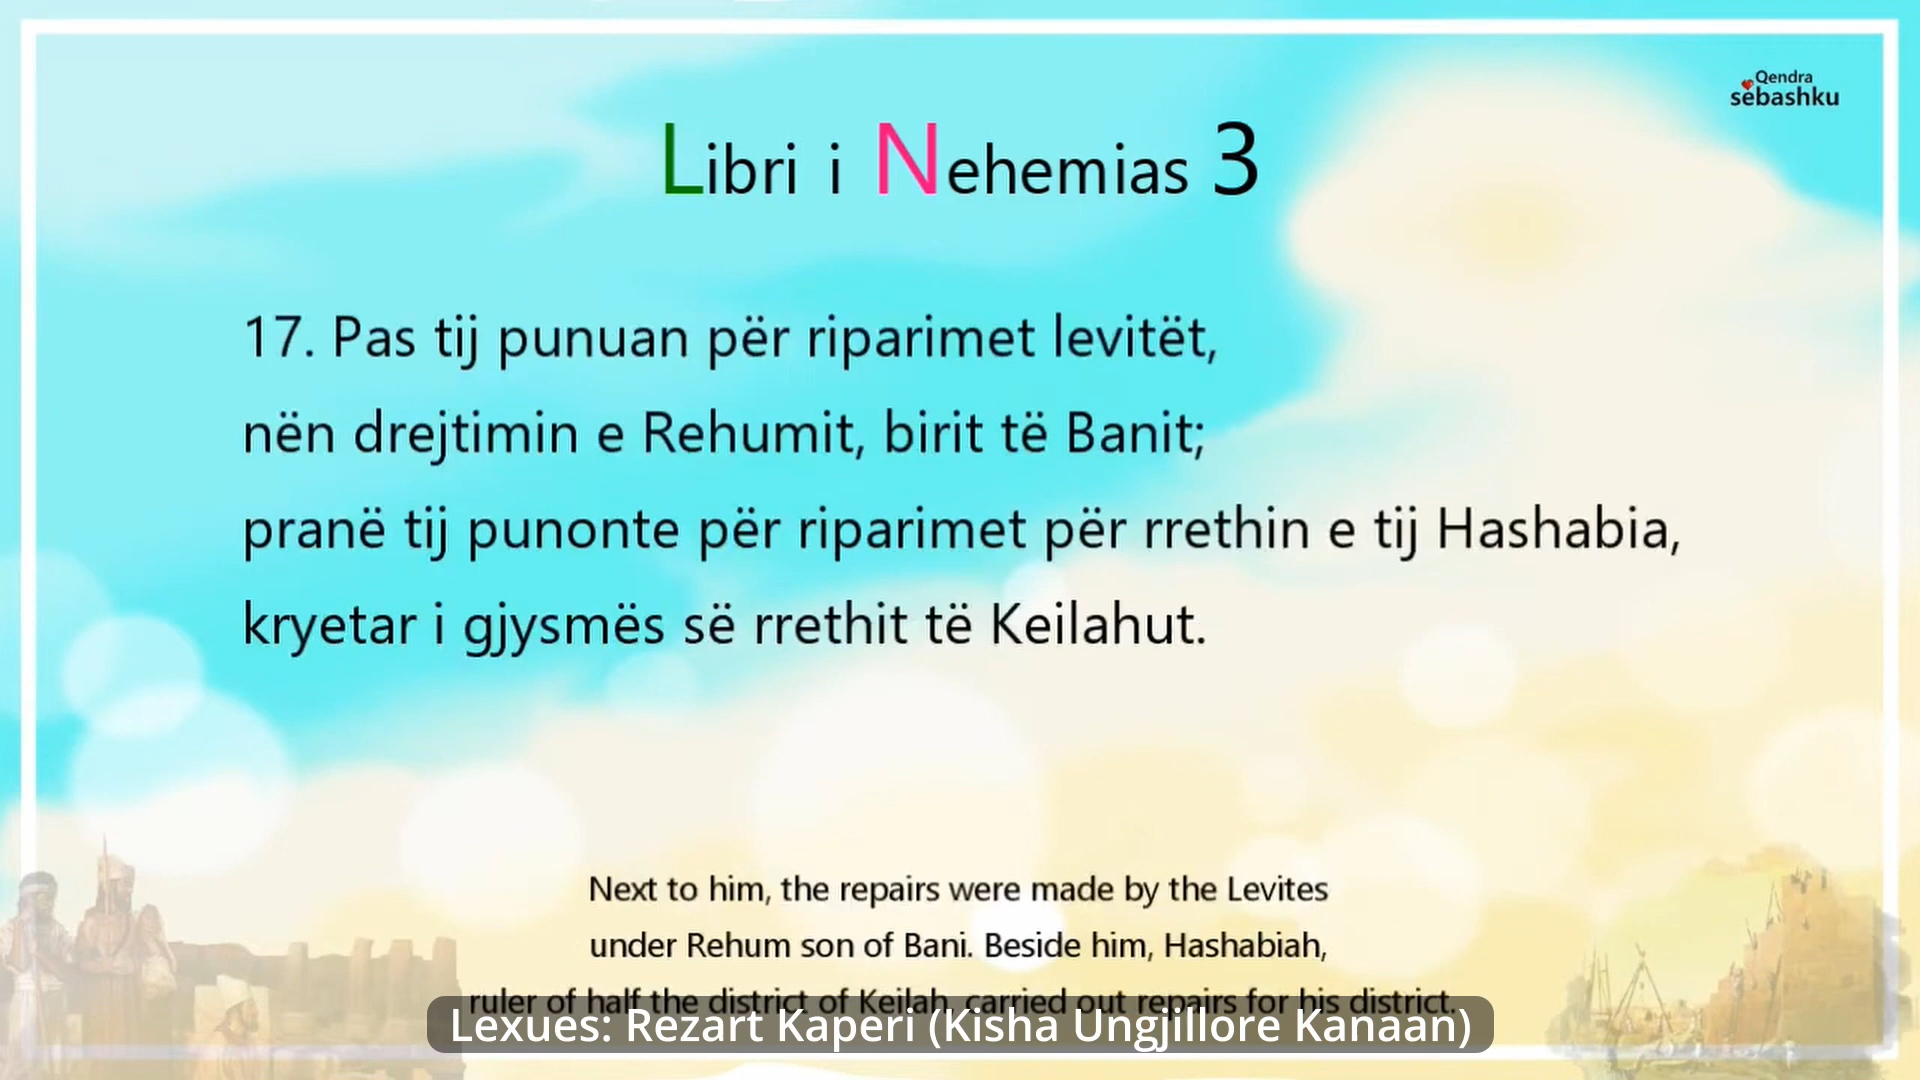 Qendra
sëbashku
Libri i Nehemias 3
17. Pas tij punuan për riparimet levitët,
nën drejtimin e Rehumit, birit të Banit;
pranë tij punonte për riparimet për rrethin e tij Hashabia,
kryetar i gjysmës së rrethit të Keilahut.
Next to him, the repairs were made by the Levites
under Rehum son of Bani. Beside him, Hashabiah,
ruler of half the district of Keilah, carried out repairs for his district.
Lexues: Rezart Kaperi (Kisha Ungjillore Kanaan)